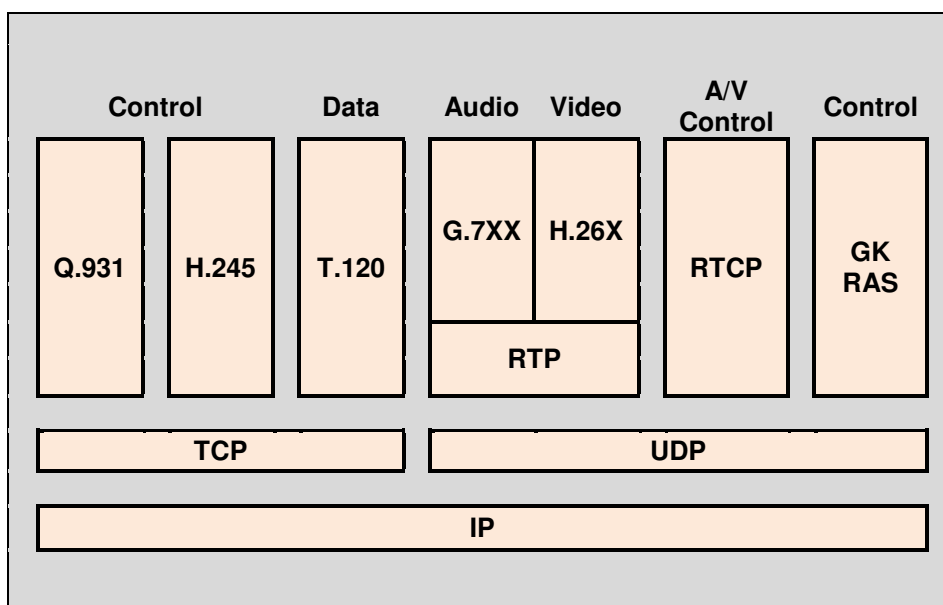 Control
Data
Audio
Video
A/V
Control
Control
Q.931
H.245
T.120
G.7XX
H.26X
RTP
RTCP
GK
RAS
TCP
UDP
IP